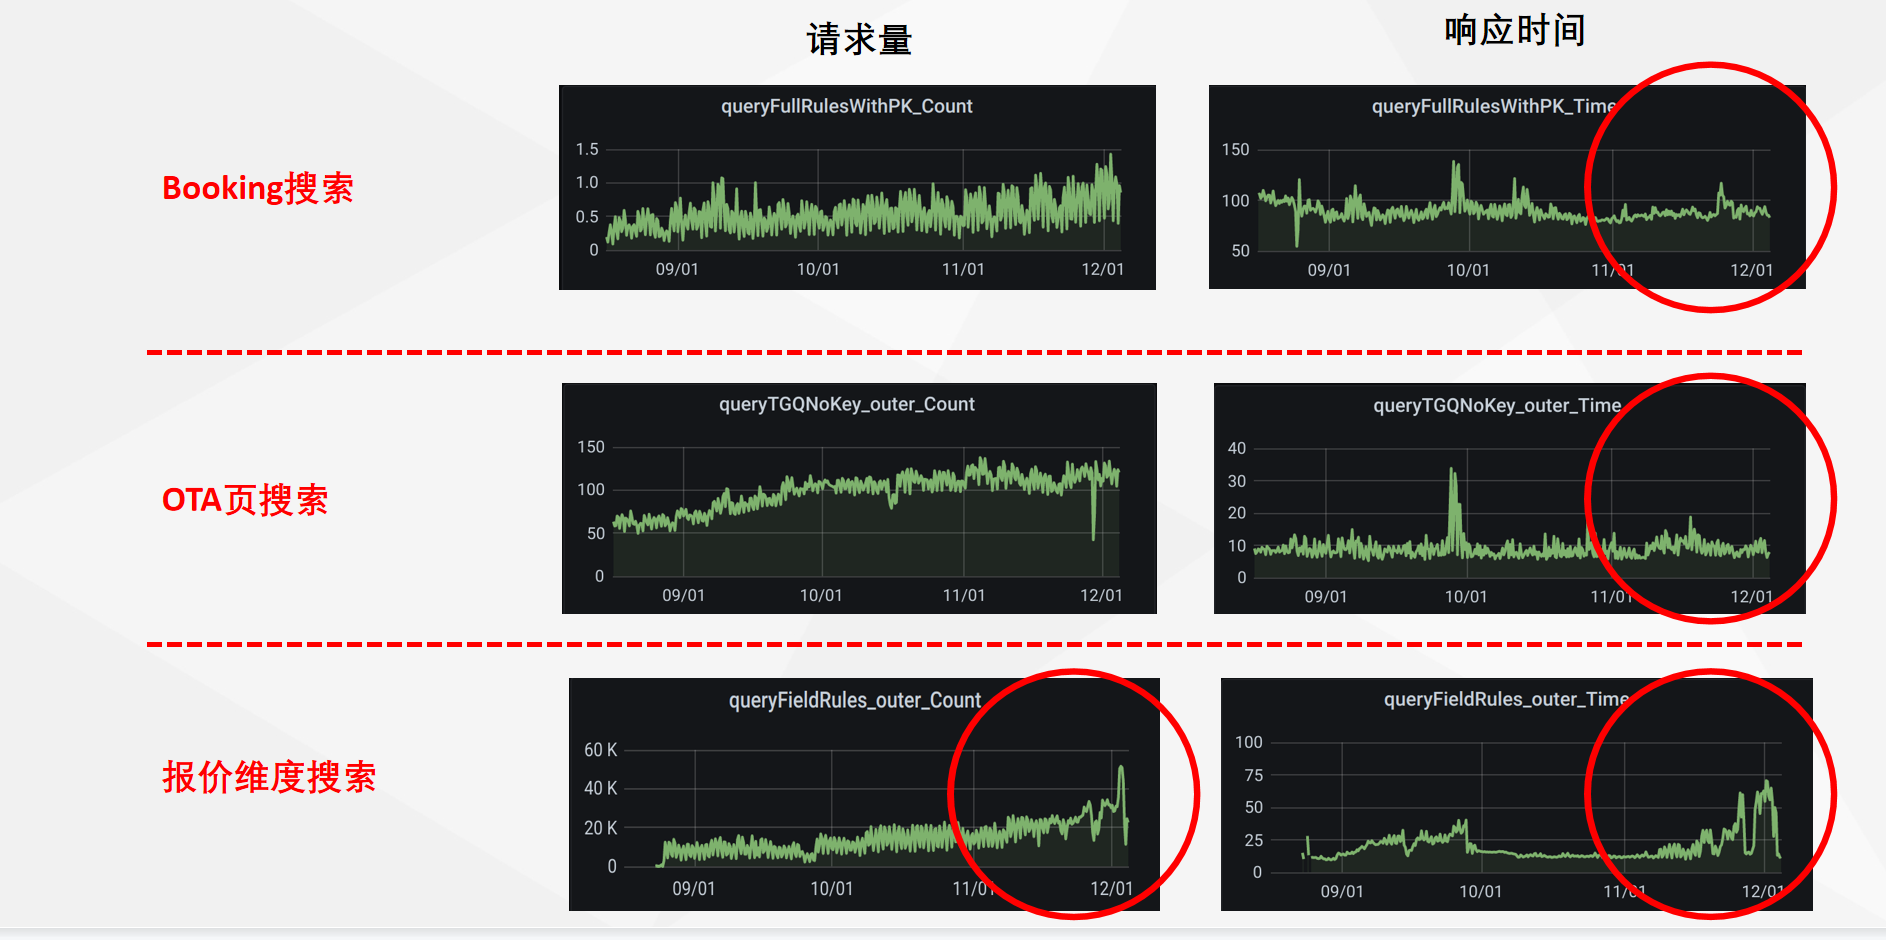 请求量
响应时间
Booking搜索
queryFullRulesWithPK_Count
1.5
1.0
0.5
0
09/01 10/01 11/01 12/01
queryFullRulesWithPK_Time
150
100
50
09/01 10/01 11/01 12/01
OTA页搜索
queryTGQNoKey_outer_Count
150
100
50
0
09/01 10/01 11/01 12/01
queryTGQNoKey_outer_Time
40
30
20
10
0
09/01 10/01 11/01 12/01
报价维度搜索
queryFieldRules_outer_Count
60 K
40 K
20 K
0
09/01 10/01 11/01 12/01
queryFieldRules_outer_Time
100
75
50
25
0
09/01 10/01 11/01 12/01